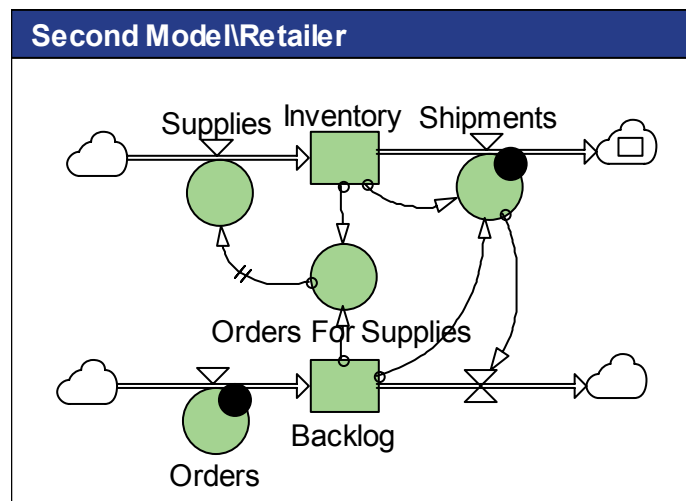 Second Model\Retailer
Supplies
Inventory
Shipments
Orders For Supplies
Backlog
Orders